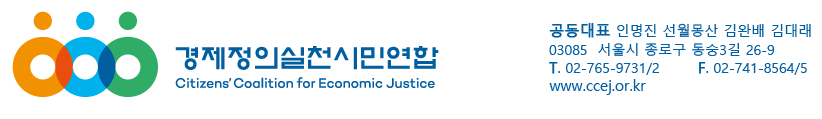 경제정의실천시민연합
Citizens' Coalition for Economic Justice
공동대표 인명진 선월몽산 김완배 김대래
03085 서울시 종로구 동숭3길 26-9
T. 02-765-9731/2 F. 02-741-8564/5
www.ccej.or.kr